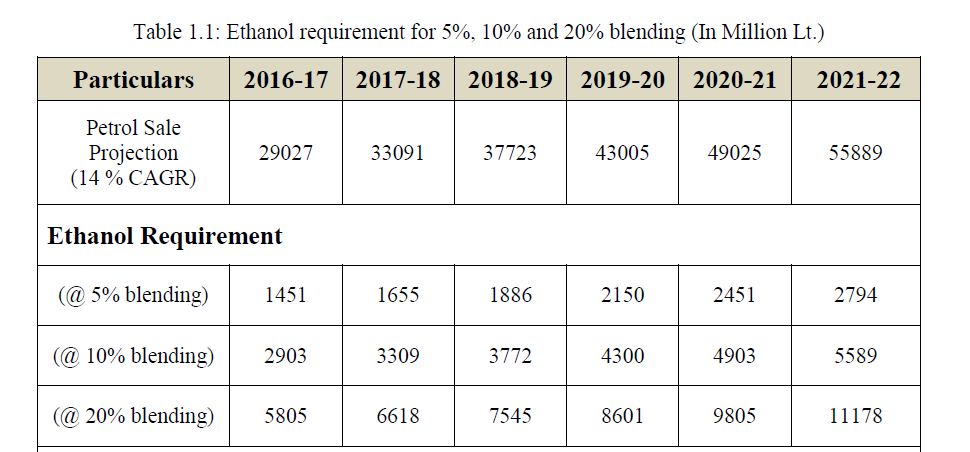 Table 1.1: Ethanol requirement for 5%, 10% and 20% blending (In Million Lt.)
Particulars 2016-17 2017-18 2018-19 2019-20 2020-21 2021-22
Petrol Sale
Projection
(14 % CAGR)
29027 33091 37723 43005 49025 55889
Ethanol Requirement
(@ 5% blending) 1451 1655 1886 2150 2451 2794
(@ 10% blending) 2903 3309 3772 4300 4903 5589
(@ 20% blending) 5805 6618 7545 8601 9805 11178